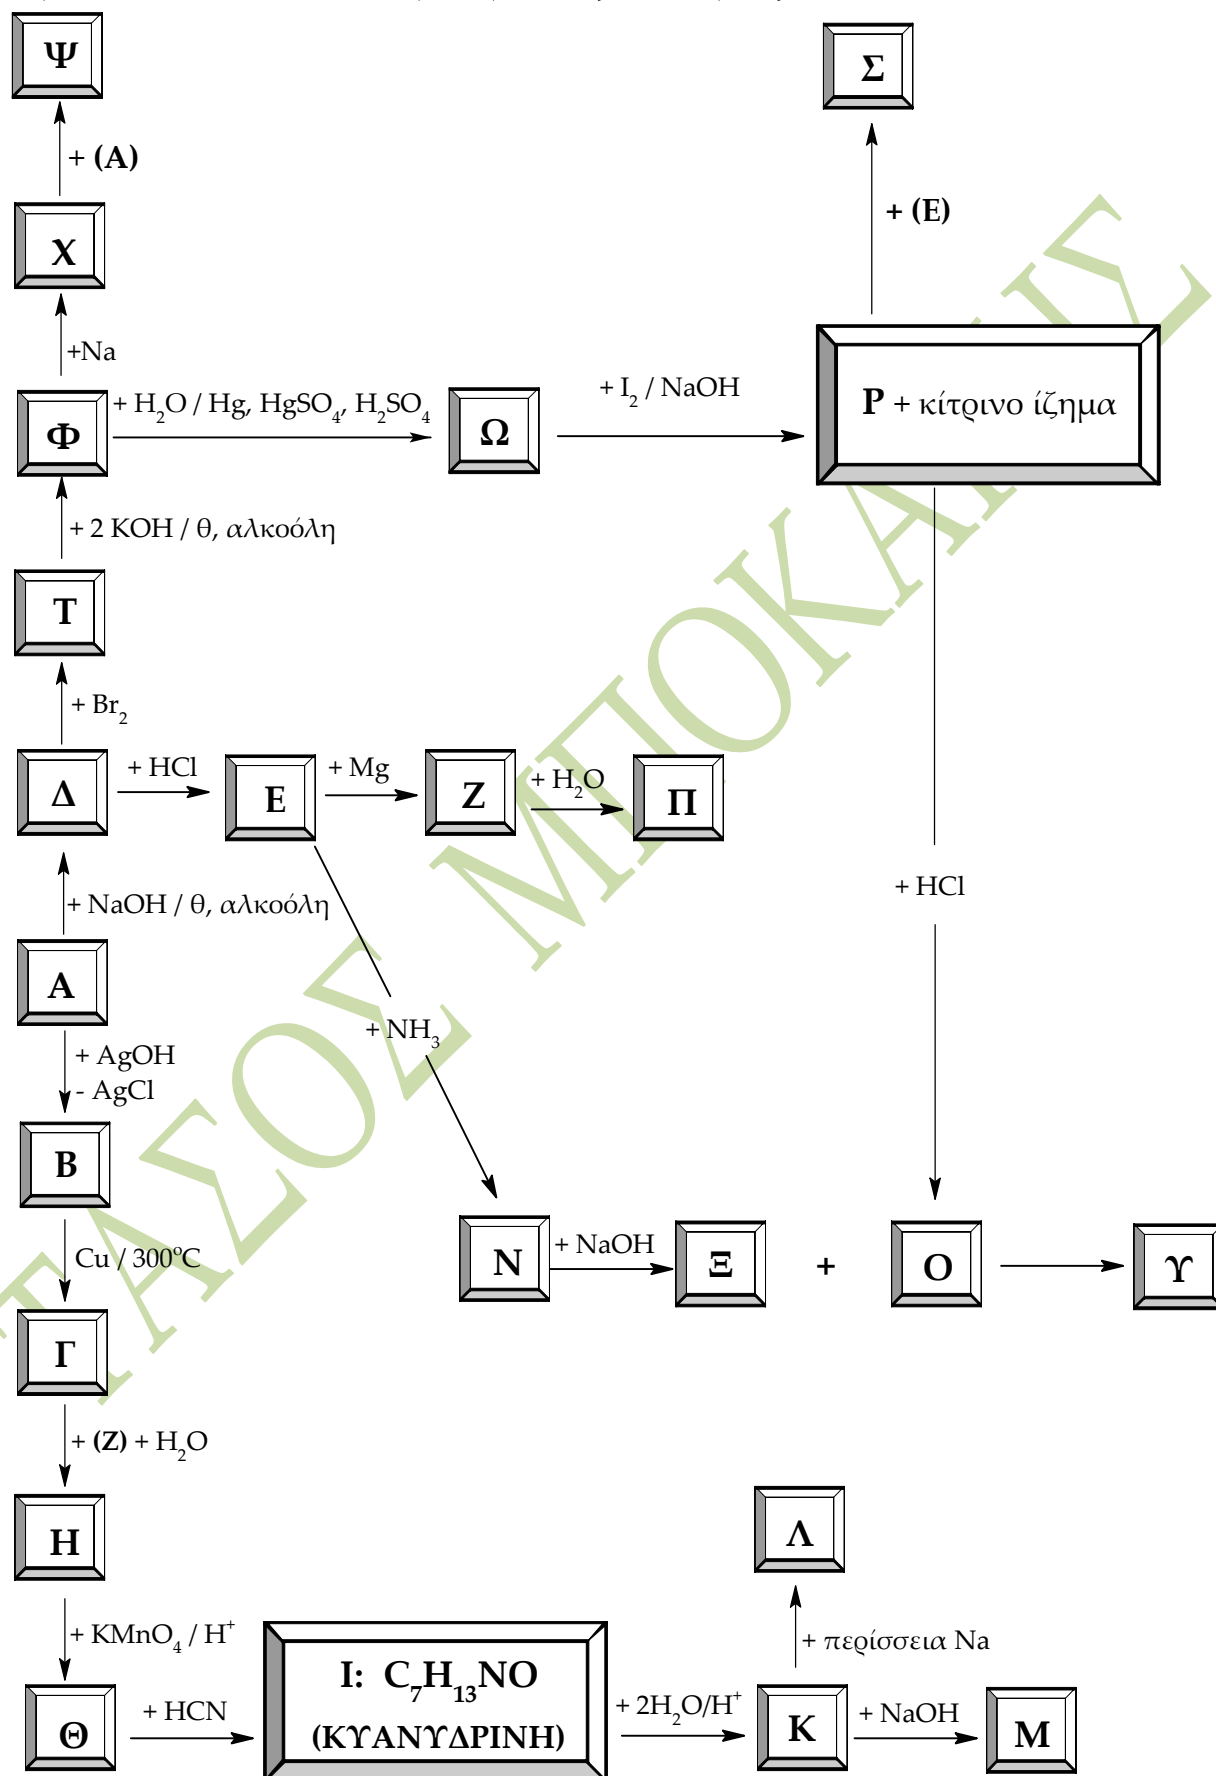 Ψ
Σ
+ (A)
+ (E)
X
+Na
+ I2 / NaOH
P + κίτρινο ίζημα
+ H2O / Hg, HgSO4, H2SO4
Φ
Ω
+ 2 KOH / θ, αλκοόλη
T
+ Br2
Δ
+ HCl
E
+ Mg
Z
+ H2O
Π
+ HCl
+ NaOH / θ, αλκοόλη
A
+ NH3
+ AgOH
- AgCl
B
Cu / 300°C
N
+ NaOH
Ξ
+
O
Υ
Γ
+ (Z) + H2O
H
Λ
+ KMnO4 / H+
+ περίσσεια Na
Θ
+ HCN
I: C7H13NO
(ΚΥΑΝΥΔΡΙΝΗ)
+ 2H2O/H+
K
+ NaOH
M
ΤΑΣΟΣ ΜΠΟΚΑΛΗΣ